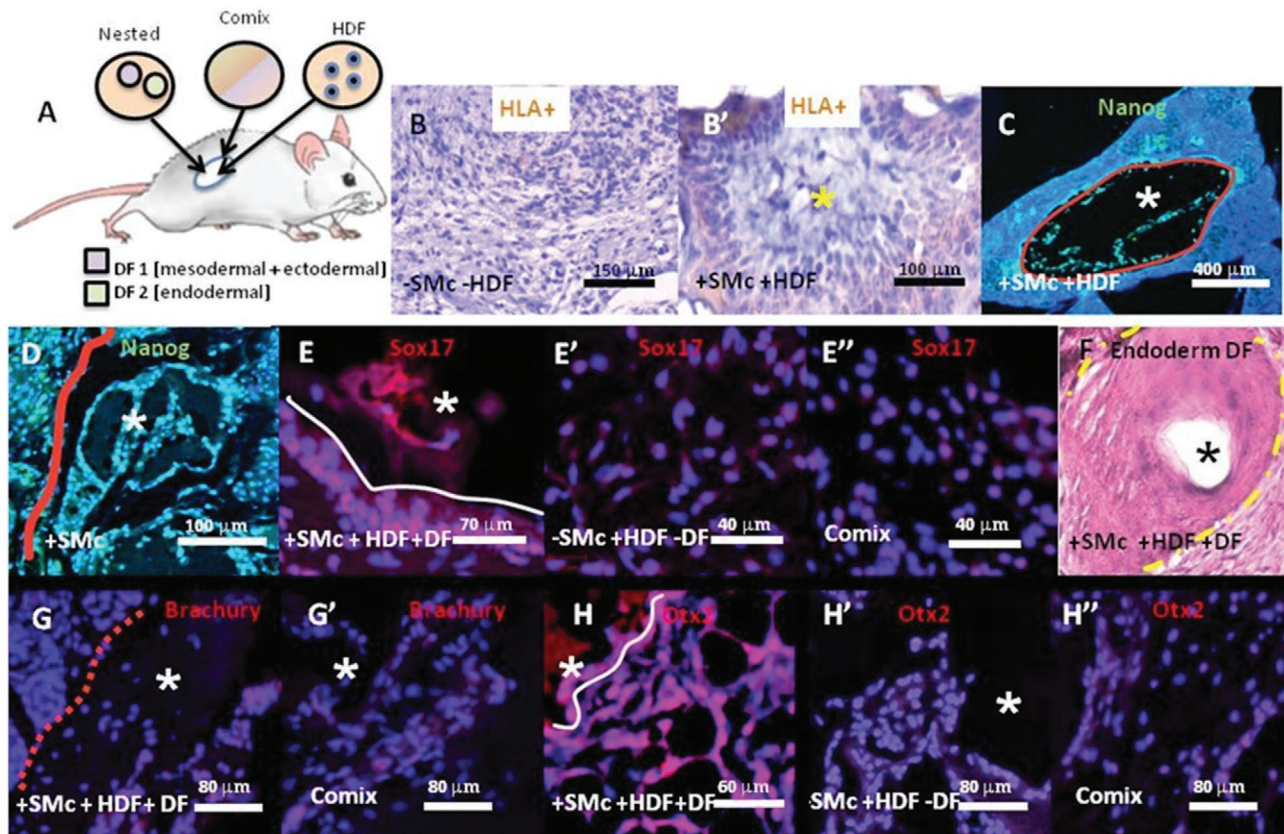 Nested
Comix
HDF
A
DF 1 [mesodermal + ectodermal]
DF 2 [endodermal]
B
HLA+
-SMc -HDF
150 μm
B'
HLA+
+SMc +HDF
100 μm
C
Nanog
+SMc +HDF
400 μm
D
Nanog
+SMc
100 μm
E
Sox17
+SMc + HDF+DF
70 μm
E'
Sox17
-SMc +HDF -DF
40 μm
E''
Sox17
Comix
40 μm
F
Endoderm DF
+SMc +HDF +DF
G
Brachury
+SMc + HDF+ DF
80 μm
G'
Brachury
Comix
80 μm
H
Otx2
+SMc +HDF+DF
60 μm
H'
Otx2
-SMc +HDF -DF
80 μm
H''
Otx2
Comix
80 μm